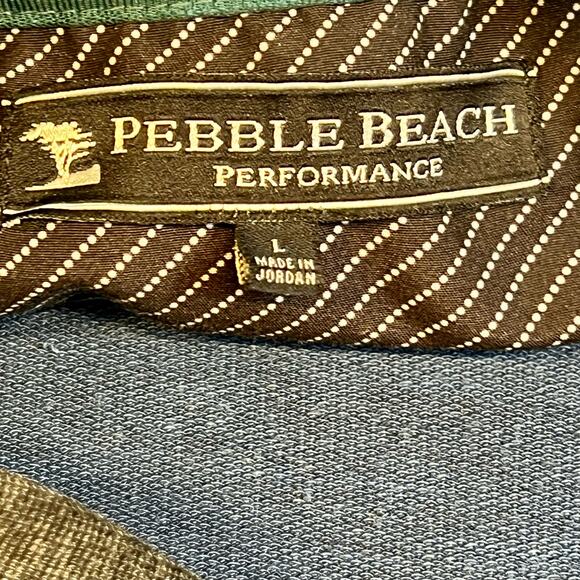 PEBBLE BEACH
PERFORMANCE
L
MADE IN
JORDAN